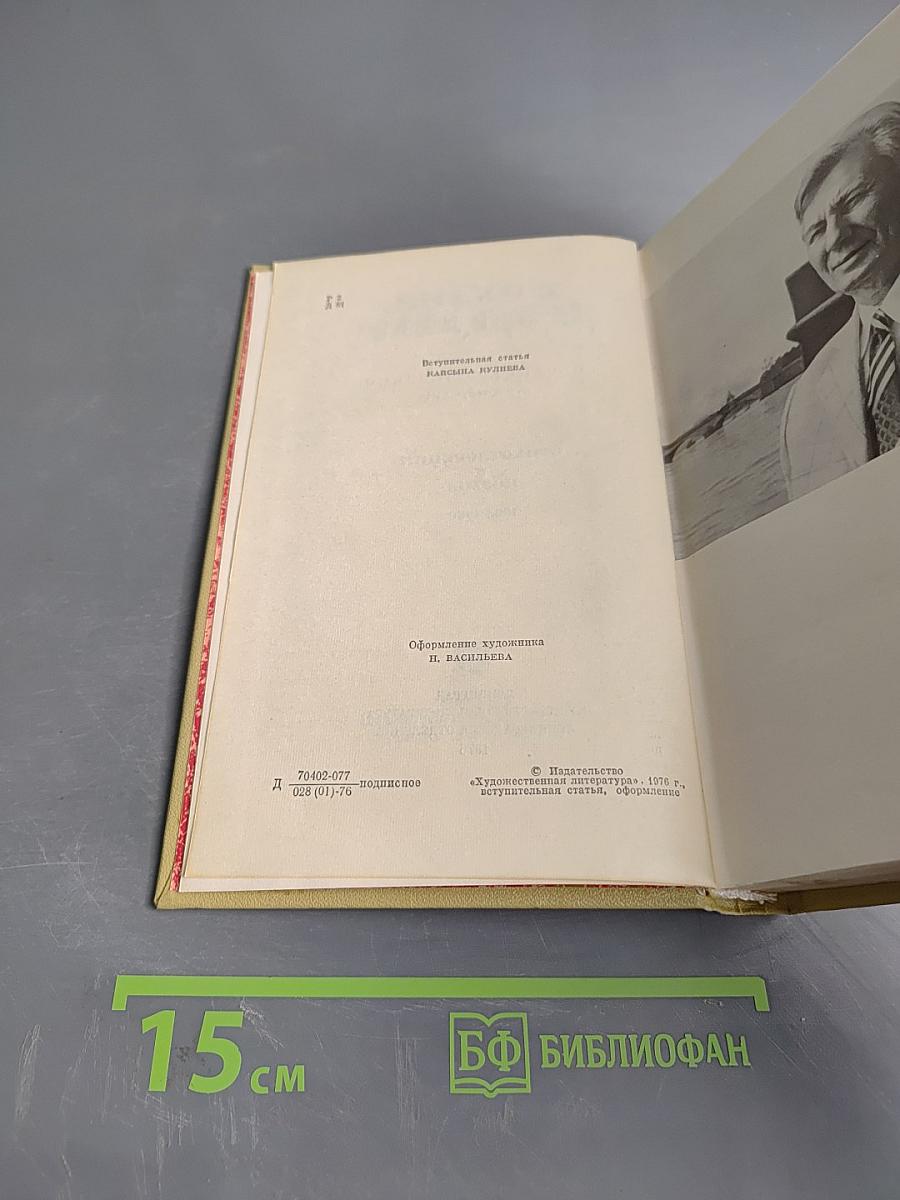 Р 2
Вступительная статья
КАЙСЫНА КУЛИЕВА
Оформление художника
Н. ВАСИЛЬЕВА
70402-077
Д подписное
028 (01)-76
© Издательство
«Художественная литература». 1976 г.,
вступительная статья, оформление
15 см
БФ БИБЛИОФАН